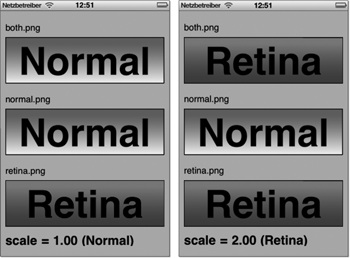 Netzbetreiber 12:51
both.png
Normal
normal.png
Normal
retina.png
Retina
scale = 1.00 (Normal)
Netzbetreiber 12:51
both.png
Retina
normal.png
Normal
retina.png
Retina
scale = 2.00 (Retina)